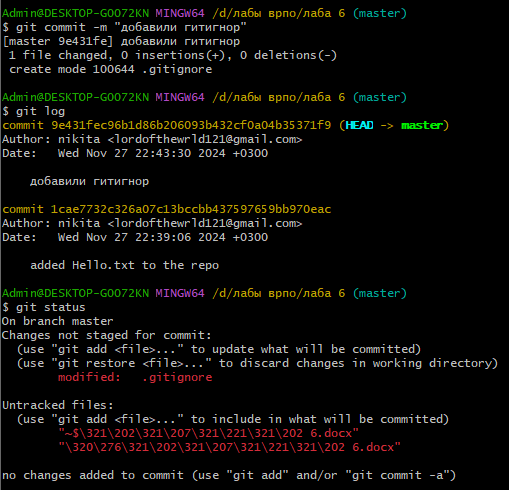 Admin@DESKTOP-GOO72KN MINGW64 /d/лабы врпо/лаба 6 (master)
$ git commit -m "добавили гитигнор"
[master 9e431fe] добавили гитигнор
 1 file changed, 0 insertions(+), 0 deletions(-)
 create mode 100644 .gitignore

Admin@DESKTOP-GOO72KN MINGW64 /d/лабы врпо/лаба 6 (master)
$ git log
commit 9e431fec96b1d86b206093b432cf0a04b35371f9 (HEAD -> master)
Author: nikita <lordofthewrld121@gmail.com>
Date:   Wed Nov 27 22:43:30 2024 +0300

    добавили гитигнор

commit 1cae7732c326a07c13bccbb437597659bb970eac
Author: nikita <lordofthewrld121@gmail.com>
Date:   Wed Nov 27 22:39:06 2024 +0300

    added Hello.txt to the repo

Admin@DESKTOP-GOO72KN MINGW64 /d/лабы врпо/лаба 6 (master)
$ git status
On branch master
Changes not staged for commit:
  (use "git add <file>..." to update what will be committed)
  (use "git restore <file>..." to discard changes in working directory)
        modified:   .gitignore

Untracked files:
  (use "git add <file>..." to include in what will be committed)
        "~$\321\202\321\207\321\221\321\202 6.docx"
        "\320\276\321\202\321\207\321\221\321\202 6.docx"

no changes added to commit (use "git add" and/or "git commit -a")